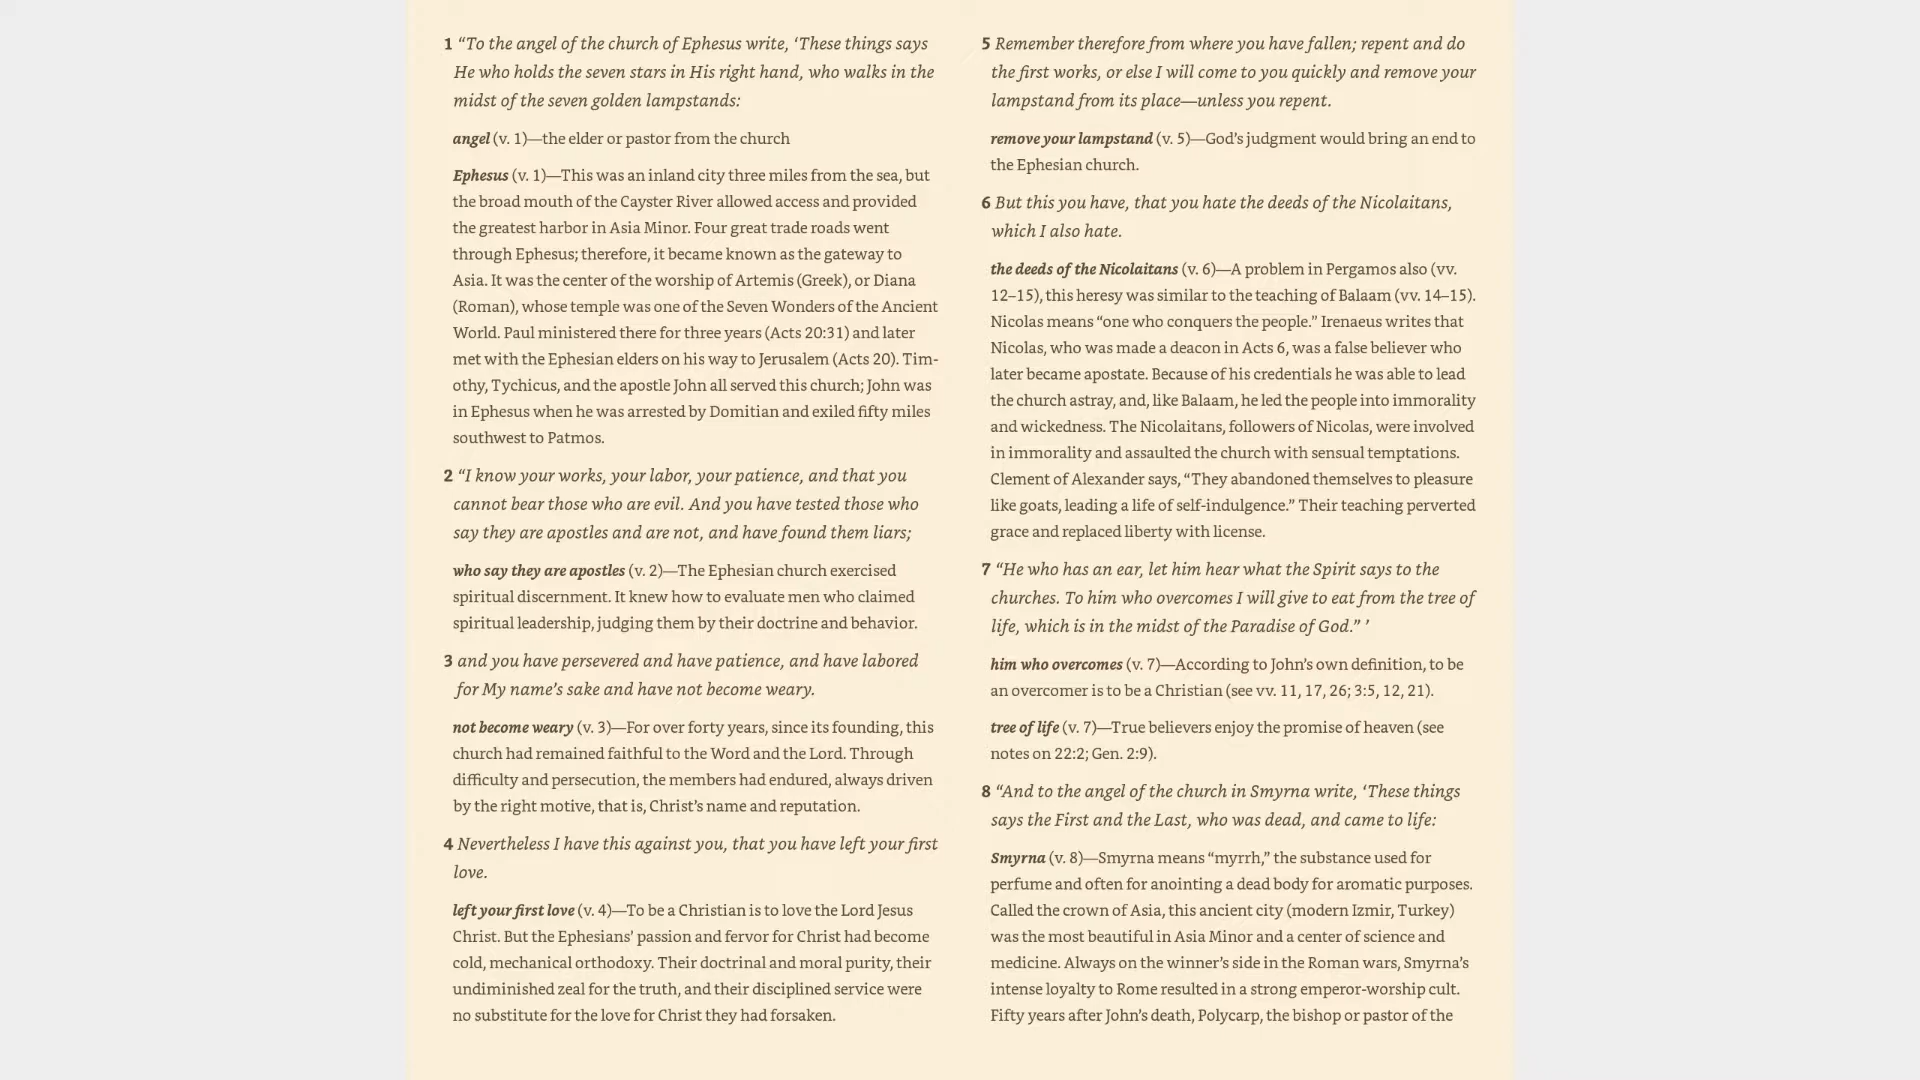 1 “To the angel of the church of Ephesus write, ‘These things says
He who holds the seven stars in His right hand, who walks in the
midst of the seven golden lampstands:
angel (v. 1)—the elder or pastor from the church
Ephesus (v. 1)—This was an inland city three miles from the sea, but
the broad mouth of the Cayster River allowed access and provided
the greatest harbor in Asia Minor. Four great trade roads went
through Ephesus; therefore, it became known as the gateway to
Asia. It was the center of the worship of Artemis (Greek), or Diana
(Roman), whose temple was one of the Seven Wonders of the Ancient
World. Paul ministered there for three years (Acts 20:31) and later
met with the Ephesian elders on his way to Jerusalem (Acts 20). Tim-
othy, Tychicus, and the apostle John all served this church; John was
in Ephesus when he was arrested by Domitian and exiled fifty miles
southwest to Patmos.
2 “I know your works, your labor, your patience, and that you
cannot bear those who are evil. And you have tested those who
say they are apostles and are not, and have found them liars;
who say they are apostles (v. 2)—The Ephesian church exercised
spiritual discernment. It knew how to evaluate men who claimed
spiritual leadership, judging them by their doctrine and behavior.
3 and you have persevered and have patience, and have labored
for My name’s sake and have not become weary.
not become weary (v. 3)—For over forty years, since its founding, this
church had remained faithful to the Word and the Lord. Through
difficulty and persecution, the members had endured, always driven
by the right motive, that is, Christ’s name and reputation.
4 Nevertheless I have this against you, that you have left your first
love.
left your first love (v. 4)—To be a Christian is to love the Lord Jesus
Christ. But the Ephesians’ passion and fervor for Christ had become
cold, mechanical orthodoxy. Their doctrinal and moral purity, their
undiminished zeal for the truth, and their disciplined service were
no substitute for the love for Christ they had forsaken.
5 Remember therefore from where you have fallen; repent and do
the first works, or else I will come to you quickly and remove your
lampstand from its place—unless you repent.
remove your lampstand (v. 5)—God’s judgment would bring an end to
the Ephesian church.
6 But this you have, that you hate the deeds of the Nicolaitans,
which I also hate.
the deeds of the Nicolaitans (v. 6)—A problem in Pergamos also (vv.
12–15), this heresy was similar to the teaching of Balaam (vv. 14–15).
Nicolas means “one who conquers the people.” Irenaeus writes that
Nicolas, who was made a deacon in Acts 6, was a false believer who
later became apostate. Because of his credentials he was able to lead
the church astray, and, like Balaam, he led the people into immorality
and wickedness. The Nicolaitans, followers of Nicolas, were involved
in immorality and assaulted the church with sensual temptations.
Clement of Alexander says, “They abandoned themselves to pleasure
like goats, leading a life of self-indulgence.” Their teaching perverted
grace and replaced liberty with license.
7 “He who has an ear, let him hear what the Spirit says to the
churches. To him who overcomes I will give to eat from the tree of
life, which is in the midst of the Paradise of God.” ’
him who overcomes (v. 7)—According to John’s own definition, to be
an overcomer is to be a Christian (see vv. 11, 17, 26; 3:5, 12, 21).
tree of life (v. 7)—True believers enjoy the promise of heaven (see
notes on 22:2; Gen. 2:9).
8 “And to the angel of the church in Smyrna write, ‘These things
says the First and the Last, who was dead, and came to life:
Smyrna (v. 8)—Smyrna means “myrrh,” the substance used for
perfume and often for anointing a dead body for aromatic purposes.
Called the crown of Asia, this ancient city (modern Izmir, Turkey)
was the most beautiful in Asia Minor and a center of science and
medicine. Always on the winner’s side in the Roman wars, Smyrna’s
intense loyalty to Rome resulted in a strong emperor-worship cult.
Fifty years after John’s death, Polycarp, the bishop or pastor of the